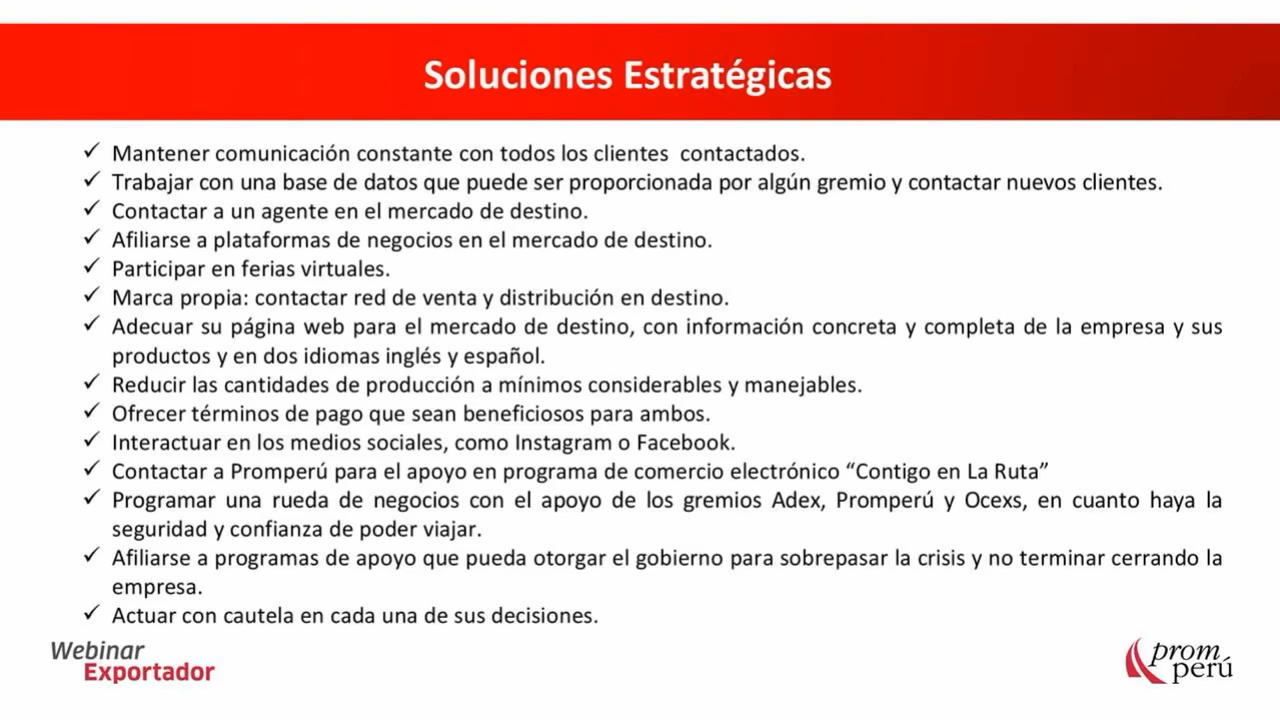 Soluciones Estratégicas
✓ Mantener comunicación constante con todos los clientes contactados.
✓ Trabajar con una base de datos que puede ser proporcionada por algún gremio y contactar nuevos clientes.
✓ Contactar a un agente en el mercado de destino.
✓ Afiliarse a plataformas de negocios en el mercado de destino.
✓ Participar en ferias virtuales.
✓ Marca propia: contactar red de venta y distribución en destino.
✓ Adecuar su página web para el mercado de destino, con información concreta y completa de la empresa y sus
productos y en dos idiomas inglés y español.
✓ Reducir las cantidades de producción a mínimos considerables y manejables.
✓ Ofrecer términos de pago que sean beneficiosos para ambos.
✓ Interactuar en los medios sociales, como Instagram o Facebook.
✓ Contactar a Promperú para el apoyo en programa de comercio electrónico “Contigo en La Ruta”
✓ Programar una rueda de negocios con el apoyo de los gremios Adex, Promperú y Ocexs, en cuanto haya la
seguridad y confianza de poder viajar.
✓ Afiliarse a programas de apoyo que pueda otorgar el gobierno para sobrepasar la crisis y no terminar cerrando la
empresa.
✓ Actuar con cautela en cada una de sus decisiones.
Webinar
Exportador
prom
perú